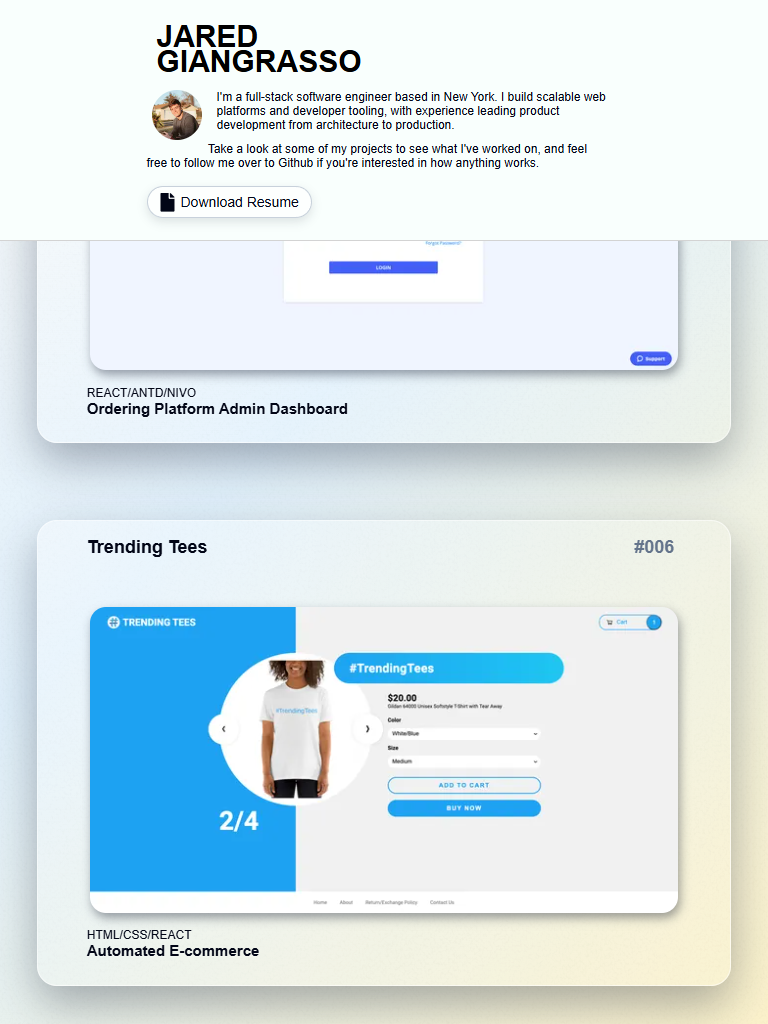 JARED
GIANGRASSO
I'm a full-stack software engineer based in New York. I build scalable web
platforms and developer tooling, with experience leading product
development from architecture to production.
Take a look at some of my projects to see what I've worked on, and feel
free to follow me over to Github if you're interested in how anything works.
Download Resume
Forgot Password?
LOGIN
Support
REACT/ANTD/NIVO
Ordering Platform Admin Dashboard
Trending Tees
#006
# TRENDING TEES
Cart
#TrendingTees
#TrendingTees
$20.00
Gildan 64000 Unisex Softstyle T-Shirt with Tear Away
Color
White/Blue
Size
Medium
ADD TO CART
BUY NOW
2/4
Home About Return/Exchange Policy Contact Us
HTML/CSS/REACT
Automated E-commerce